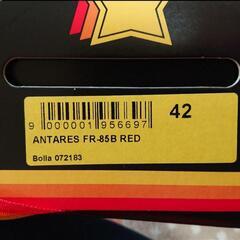 42
9 000001 956697
ANTARES FR-85B RED
Bolla 072183